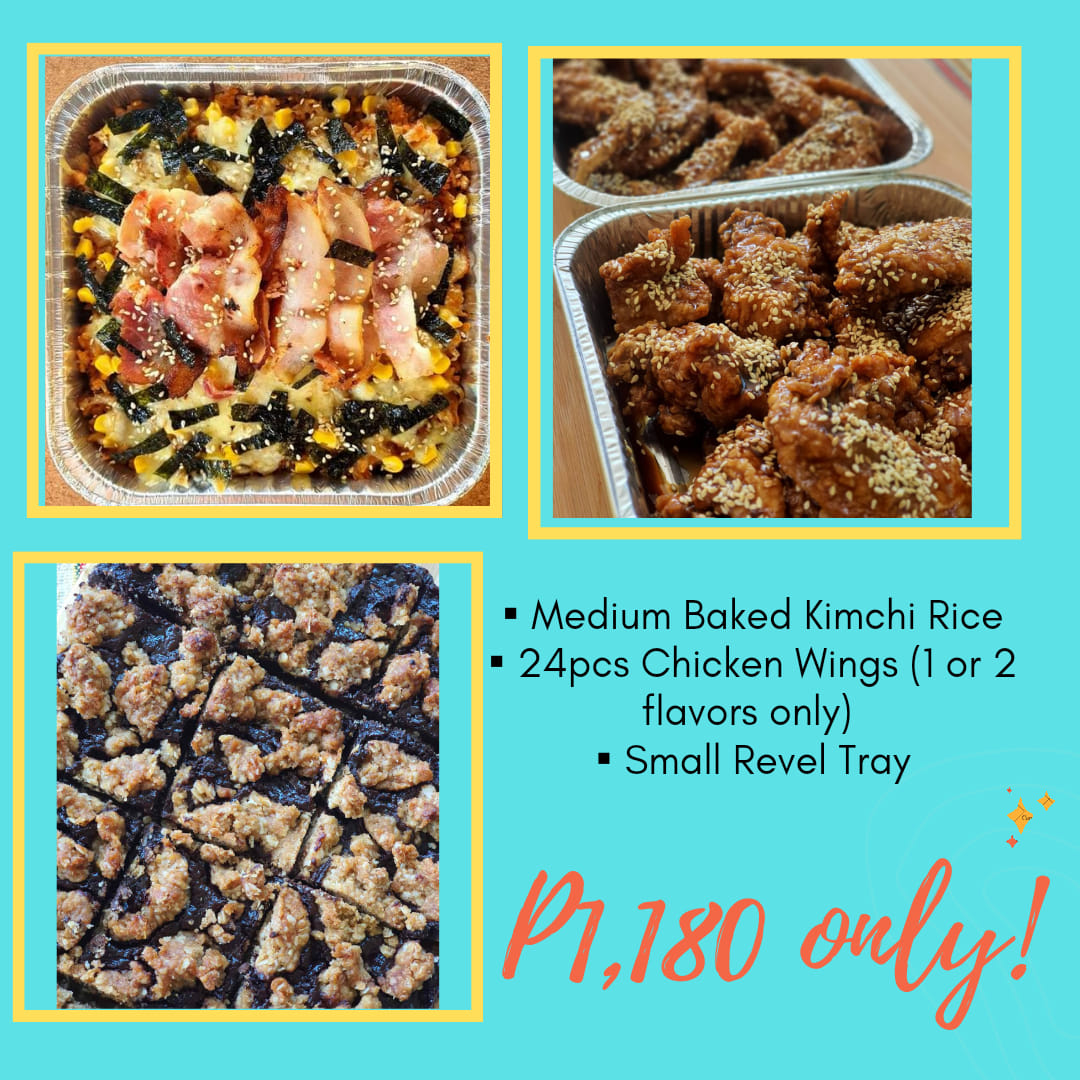 ▪ Medium Baked Kimchi Rice
▪ 24pcs Chicken Wings (1 or 2
flavors only)
▪ Small Revel Tray
P1,180 only!